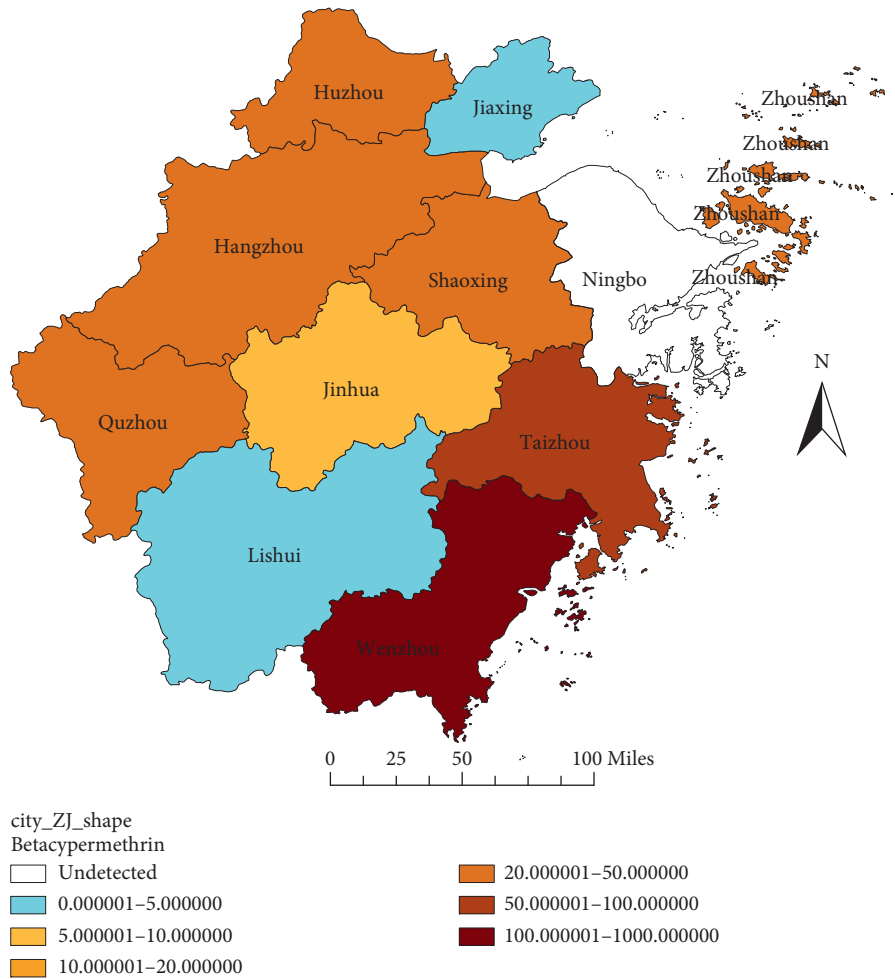 Huzhou
Jiaxing
Zhoushan
Zhoushan
Zhoushan
Zhoushan
Hangzhou
Shaoxing
Ningbo
Zhoushan
N
Jinhua
Quzhou
Taizhou
Lishui
Wenzhou
0 25 50 100 Miles
city_ZJ_shape
Betacypermethrin
Undetected
0.000001–5.000000
5.000001–10.000000
10.000001–20.000000
20.000001–50.000000
50.000001–100.000000
100.000001–1000.000000